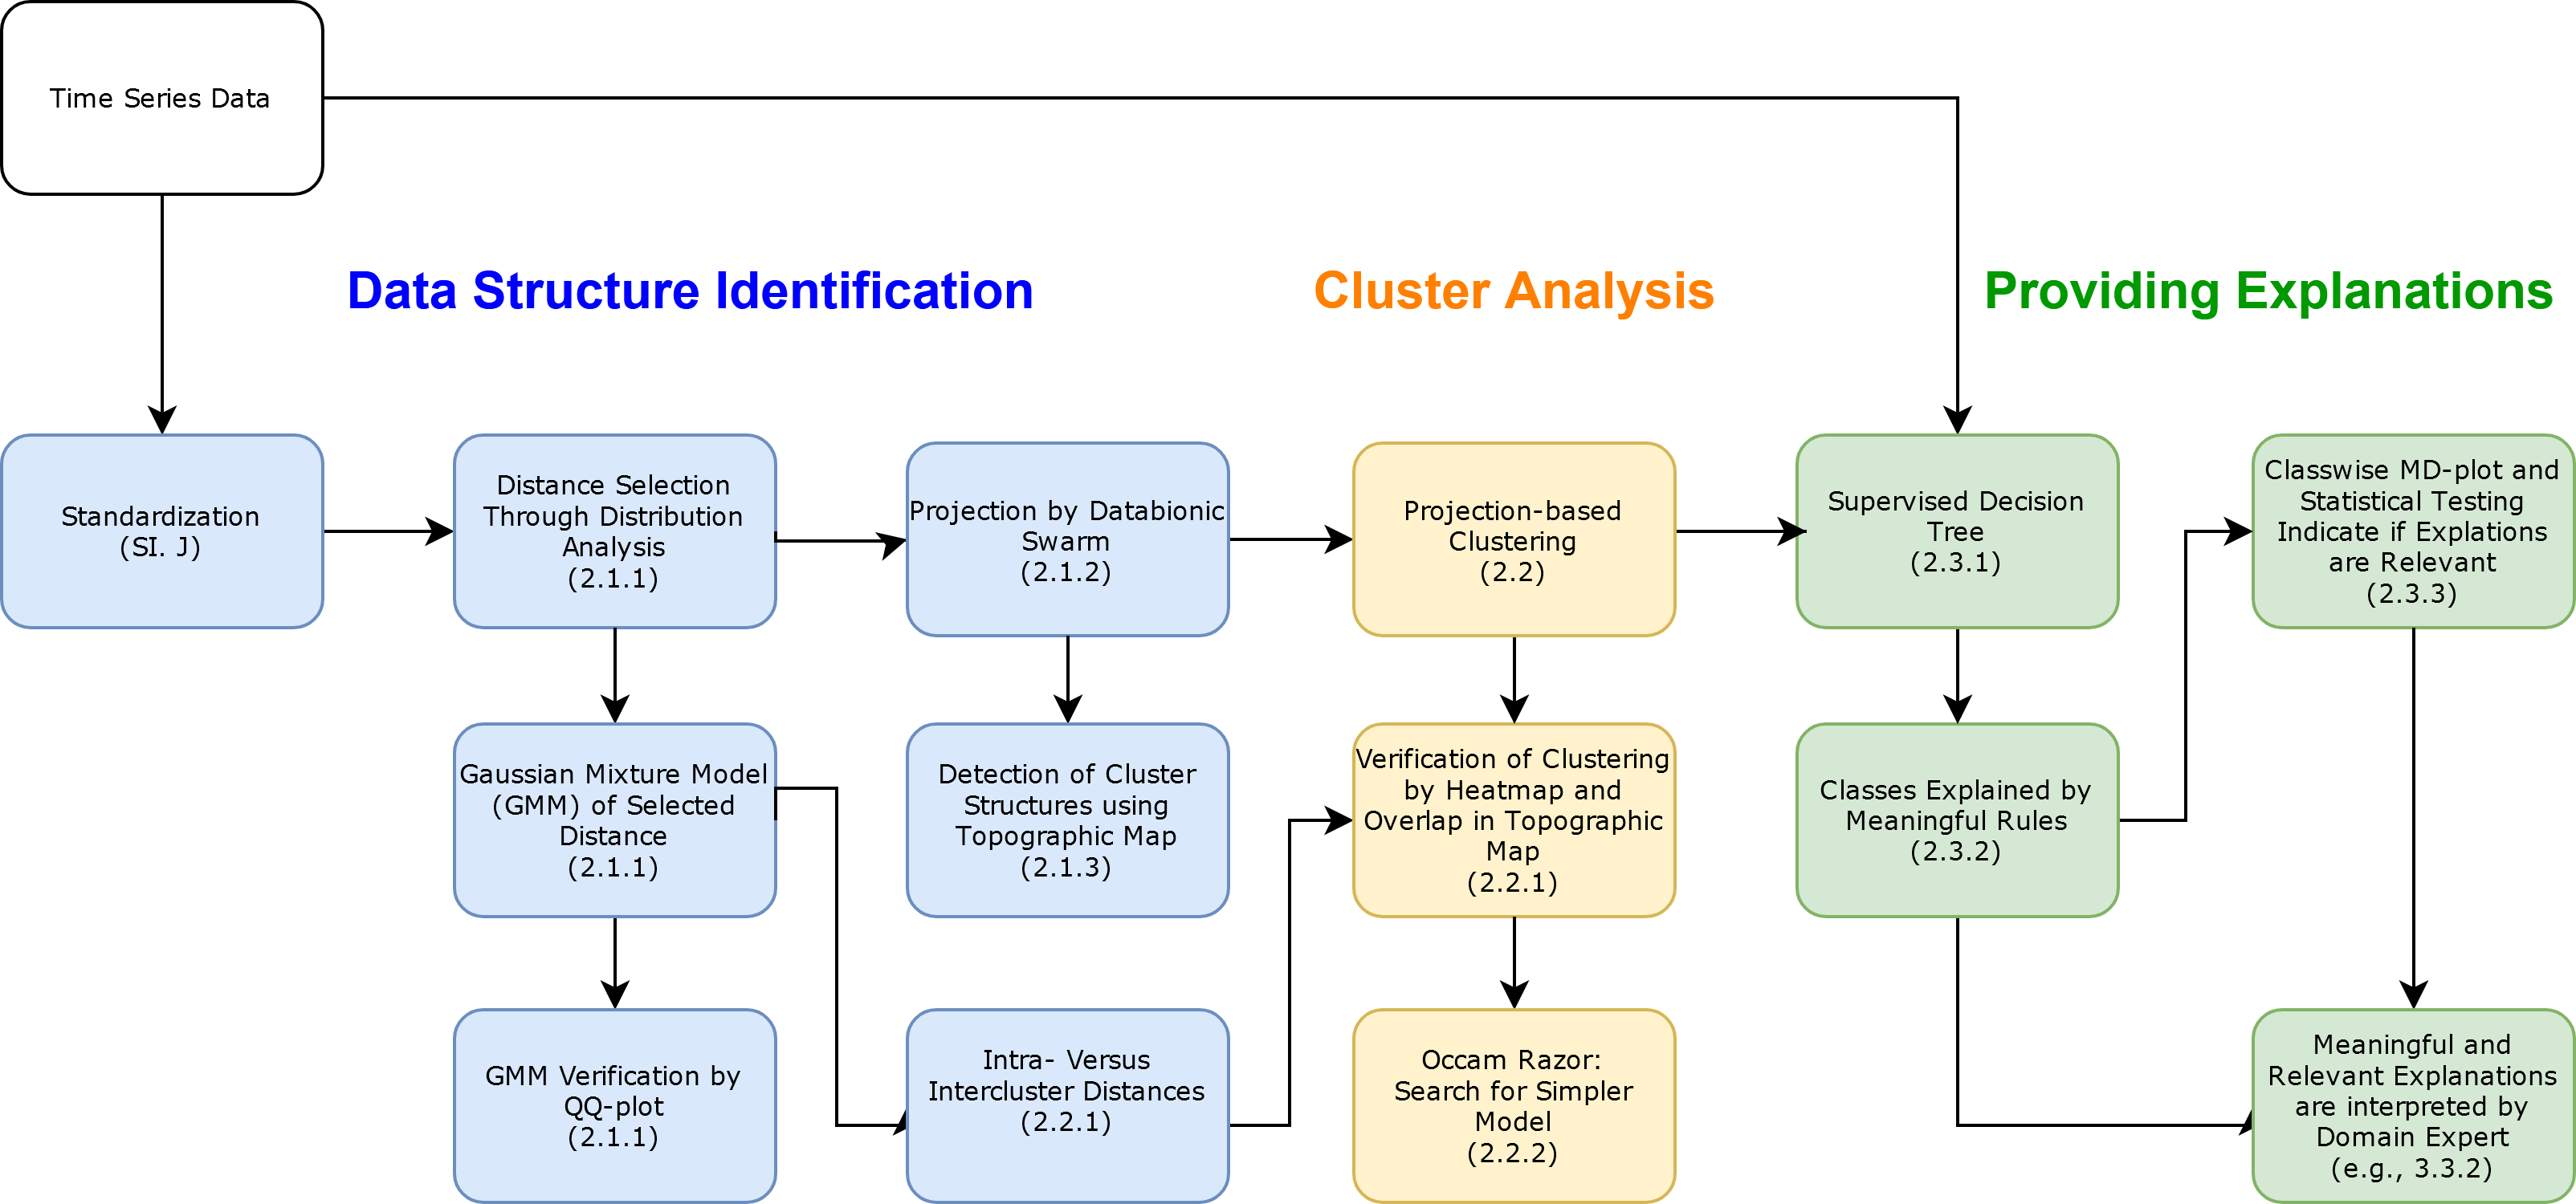 Time Series Data
Data Structure Identification
Cluster Analysis
Providing Explanations
Standardization
(SI. J)
Distance Selection
Through Distribution
Analysis
(2.1.1)
Projection by Databionic
Swarm
(2.1.2)
Projection-based
Clustering
(2.2)
Supervised Decision
Tree
(2.3.1)
Classwise MD-plot and
Statistical Testing
Indicate if Explations
are Relevant
(2.3.3)
Gaussian Mixture Model
(GMM) of Selected
Distance
(2.1.1)
Detection of Cluster
Structures using
Topographic Map
(2.1.3)
Verification of Clustering
by Heatmap and
Overlap in Topographic
Map
(2.2.1)
Classes Explained by
Meaningful Rules
(2.3.2)
GMM Verification by
QQ-plot
(2.1.1)
Intra- Versus
Intercluster Distances
(2.2.1)
Occam Razor:
Search for Simpler
Model
(2.2.2)
Meaningful and
Relevant Explanations
are interpreted by
Domain Expert
(e.g., 3.3.2)